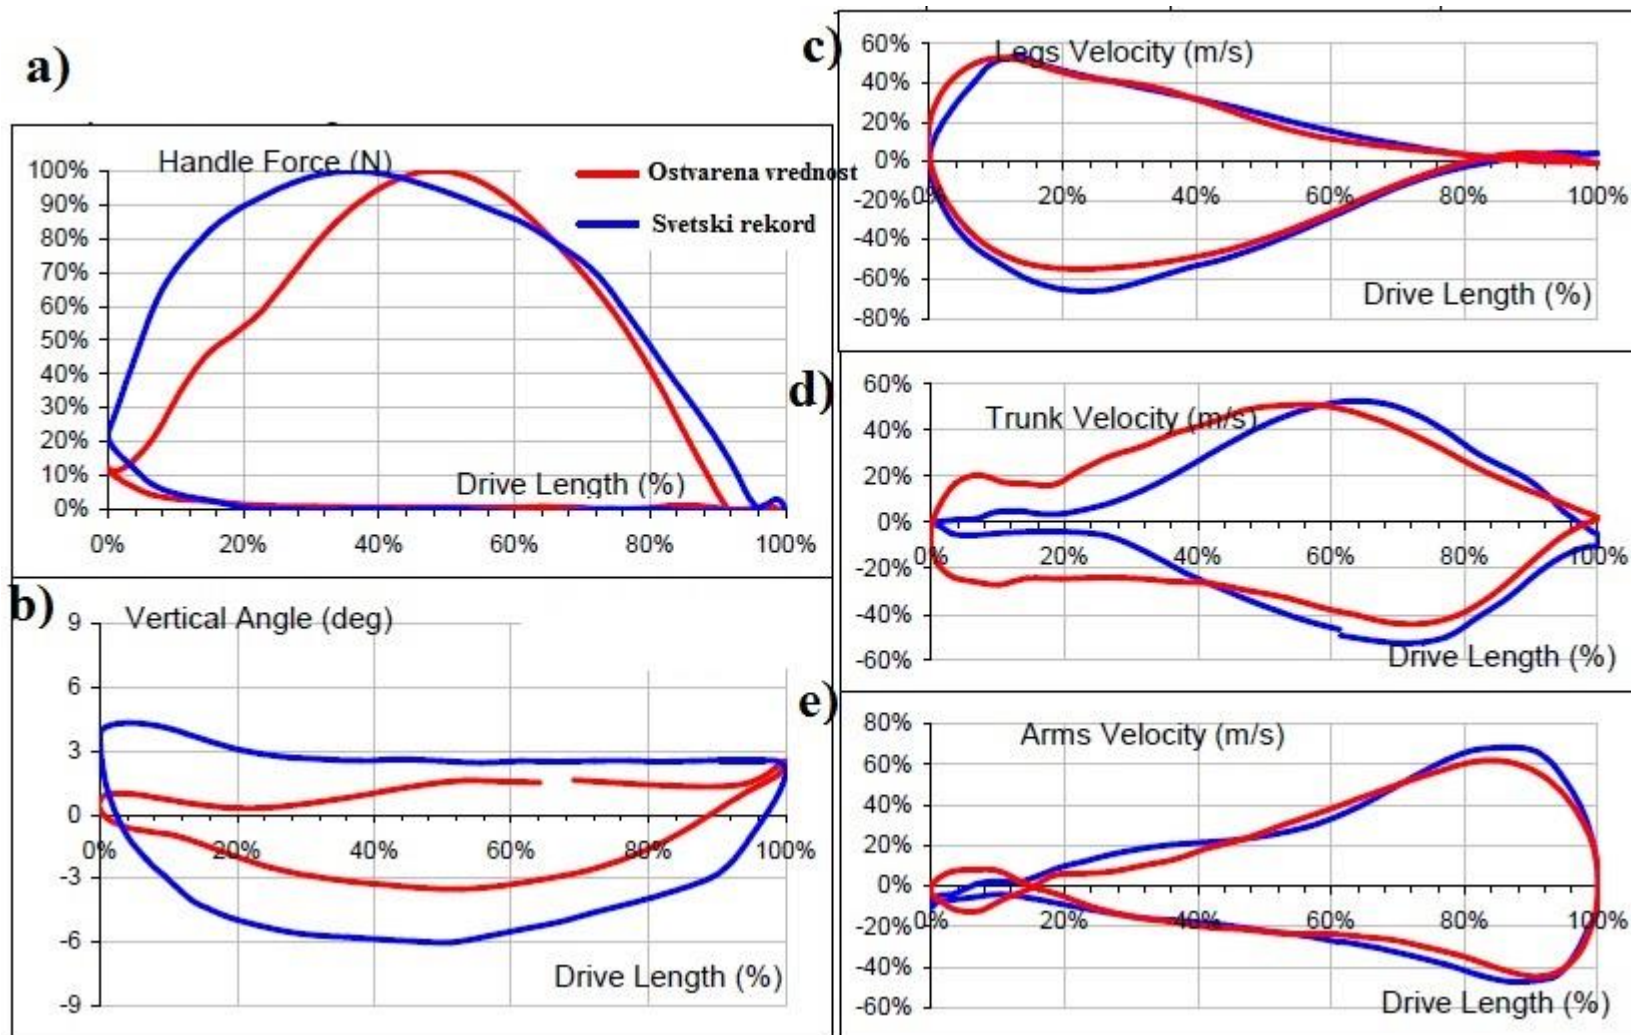 a)
Handle Force (N)
Ostvarena vrednost
Svetski rekord
100%
90%
80%
70%
60%
50%
40%
30%
20%
10%
0%
Drive Length (%)
0% 20% 40% 60% 80% 100%
b)
Vertical Angle (deg)
9
6
3
0
-3
-6
-9
0% 20% 40% 60% 80% 100%
Drive Length (%)
c)
Legs Velocity (m/s)
60%
40%
20%
0%
-20%
-40%
-60%
-80%
0% 20% 40% 60% 80% 100%
Drive Length (%)
d)
Trunk Velocity (m/s)
60%
40%
20%
0%
-20%
-40%
-60%
0% 20% 40% 60% 80% 100%
Drive Length (%)
e)
Arms Velocity (m/s)
80%
60%
40%
20%
0%
-20%
-40%
-60%
0% 20% 40% 60% 80% 100%
Drive Length (%)